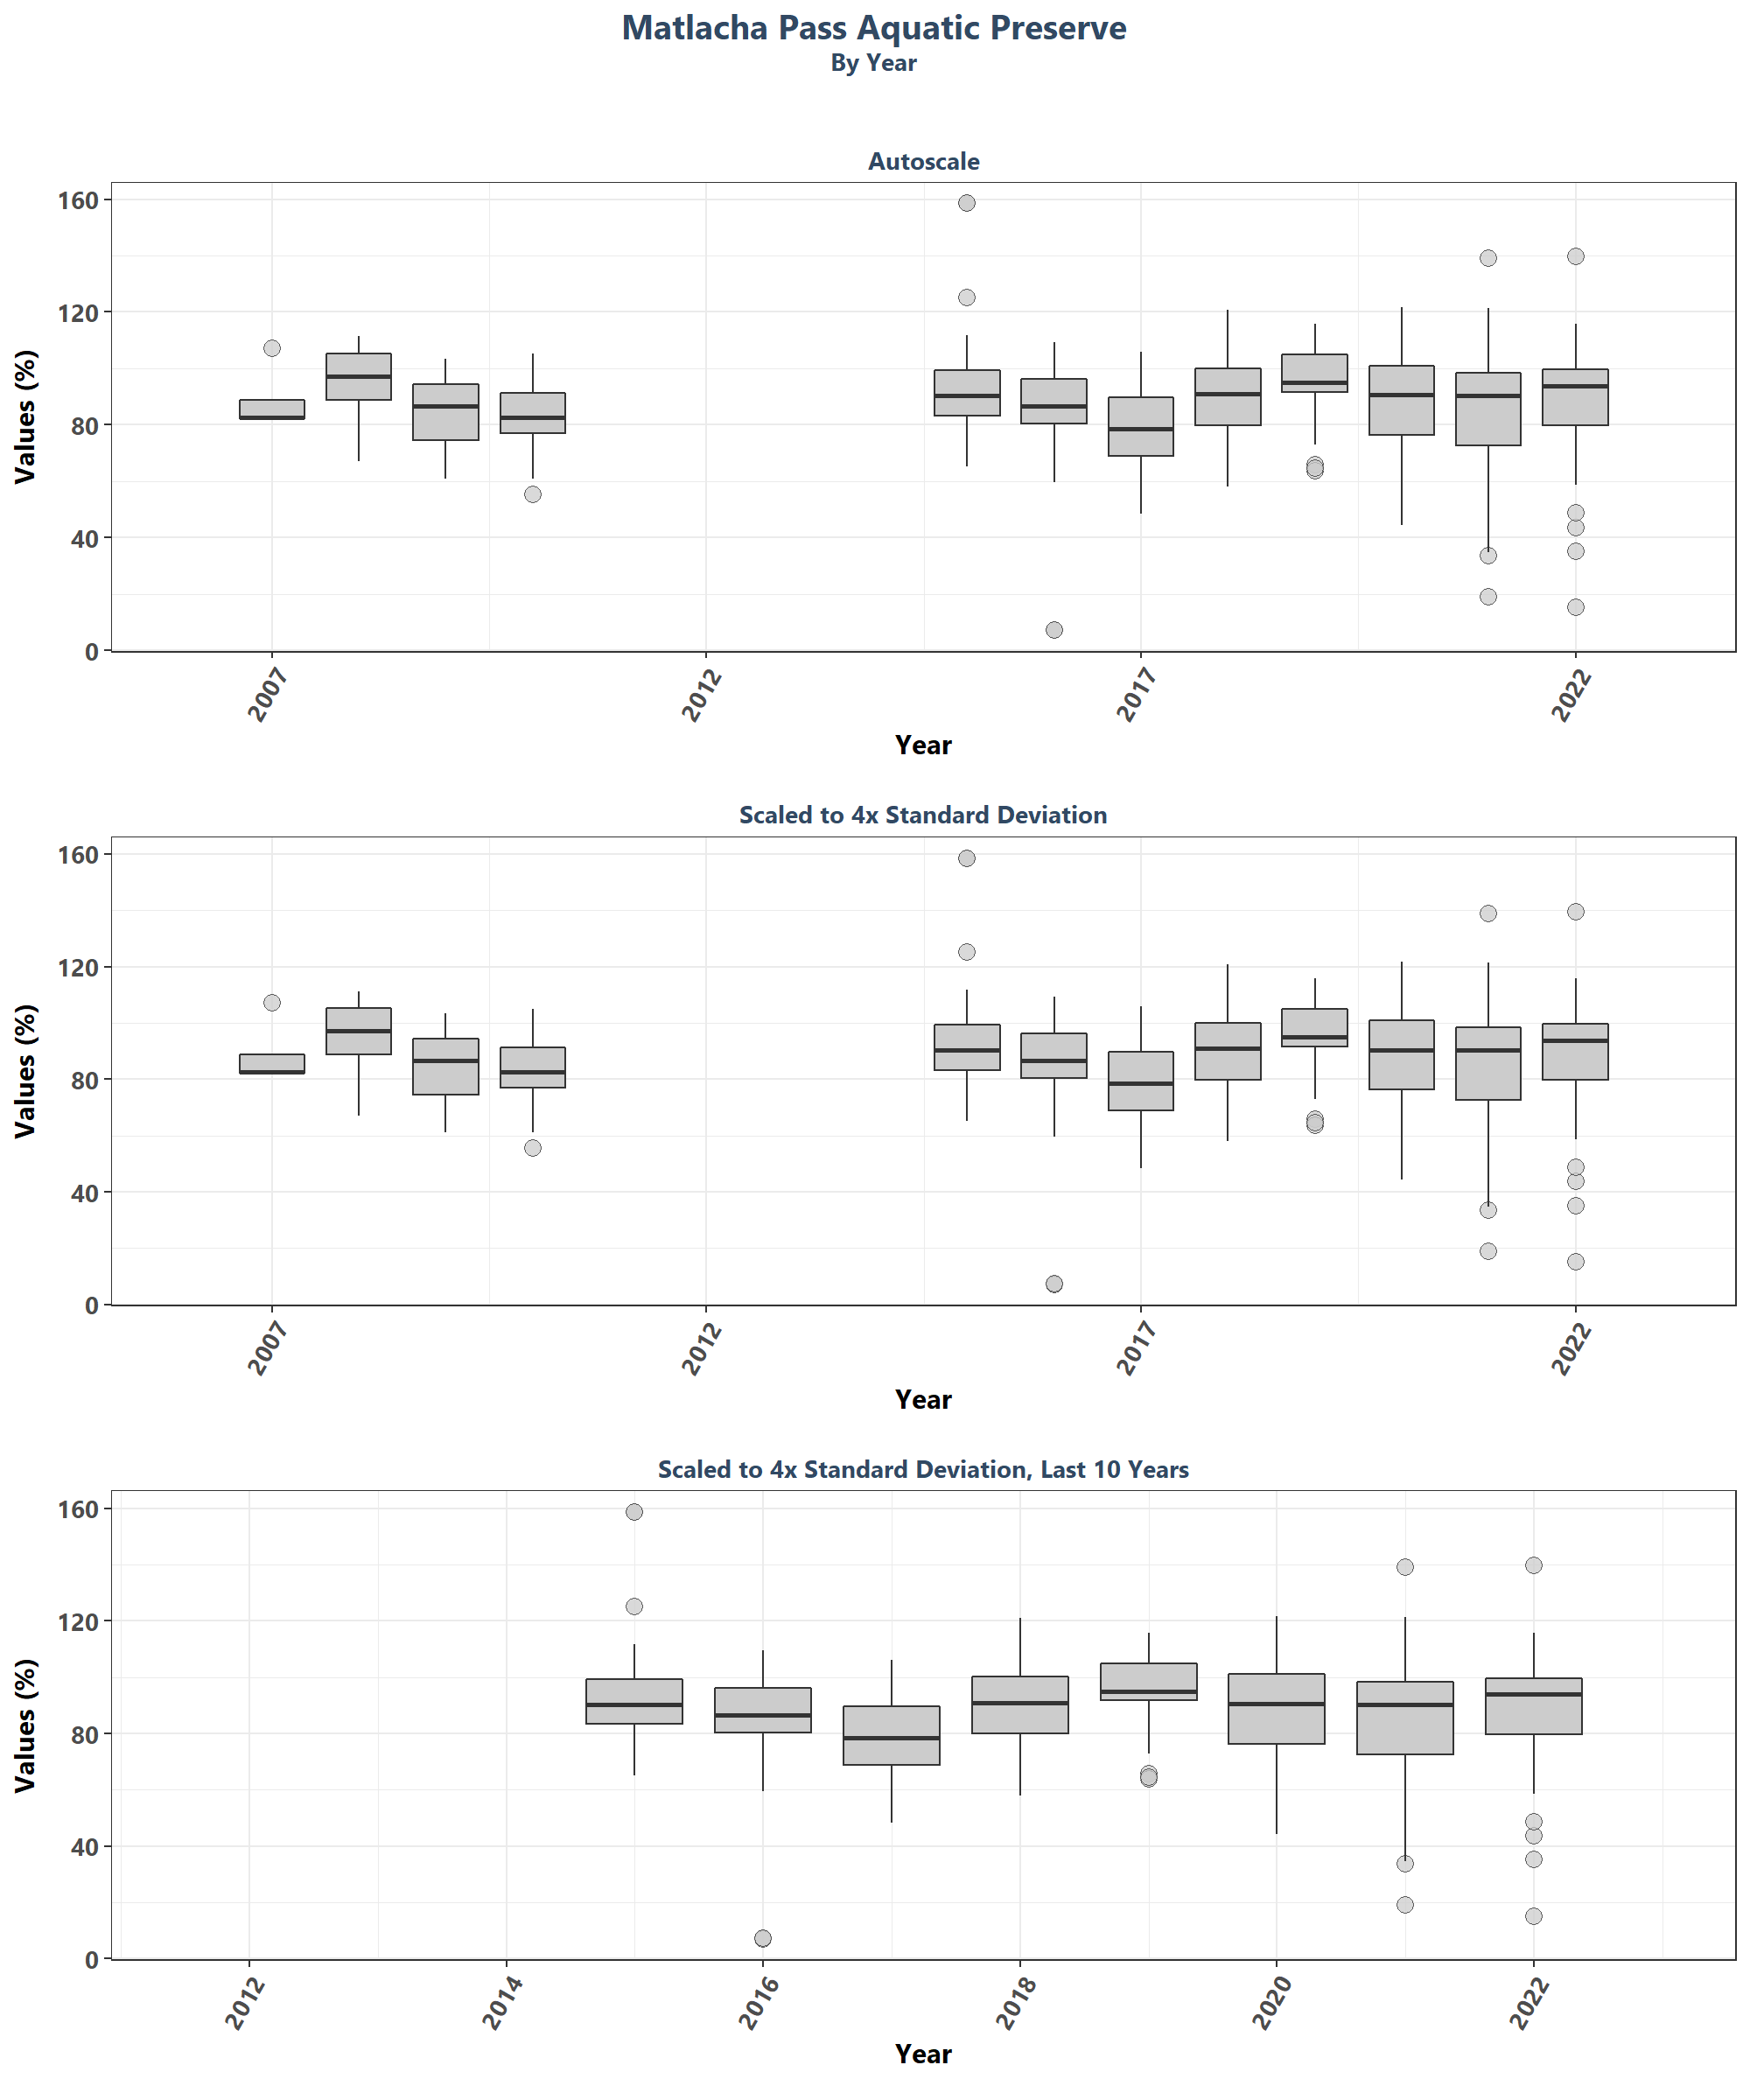 Matlacha Pass Aquatic Preserve
By Year
Autoscale
Values (%)
160
120
80
40
0
2007
2012
2017
2022
Year
Scaled to 4x Standard Deviation
Values (%)
160
120
80
40
0
2007
2012
2017
2022
Year
Scaled to 4x Standard Deviation, Last 10 Years
Values (%)
160
120
80
40
0
2012
2014
2016
2018
2020
2022
Year